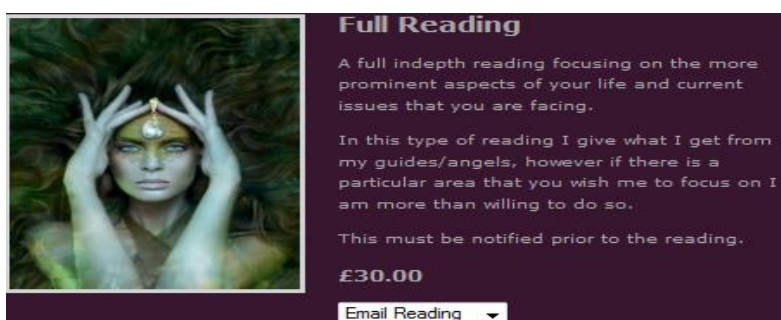 Full Reading
A full indepth reading focusing on the more
prominent aspects of your life and current
issues that you are facing.
In this type of reading I give what I get from
my guides/angels, however if there is a
particular area that you wish me to focus on I
am more than willing to do so.
This must be notified prior to the reading.
£30.00
Email Reading